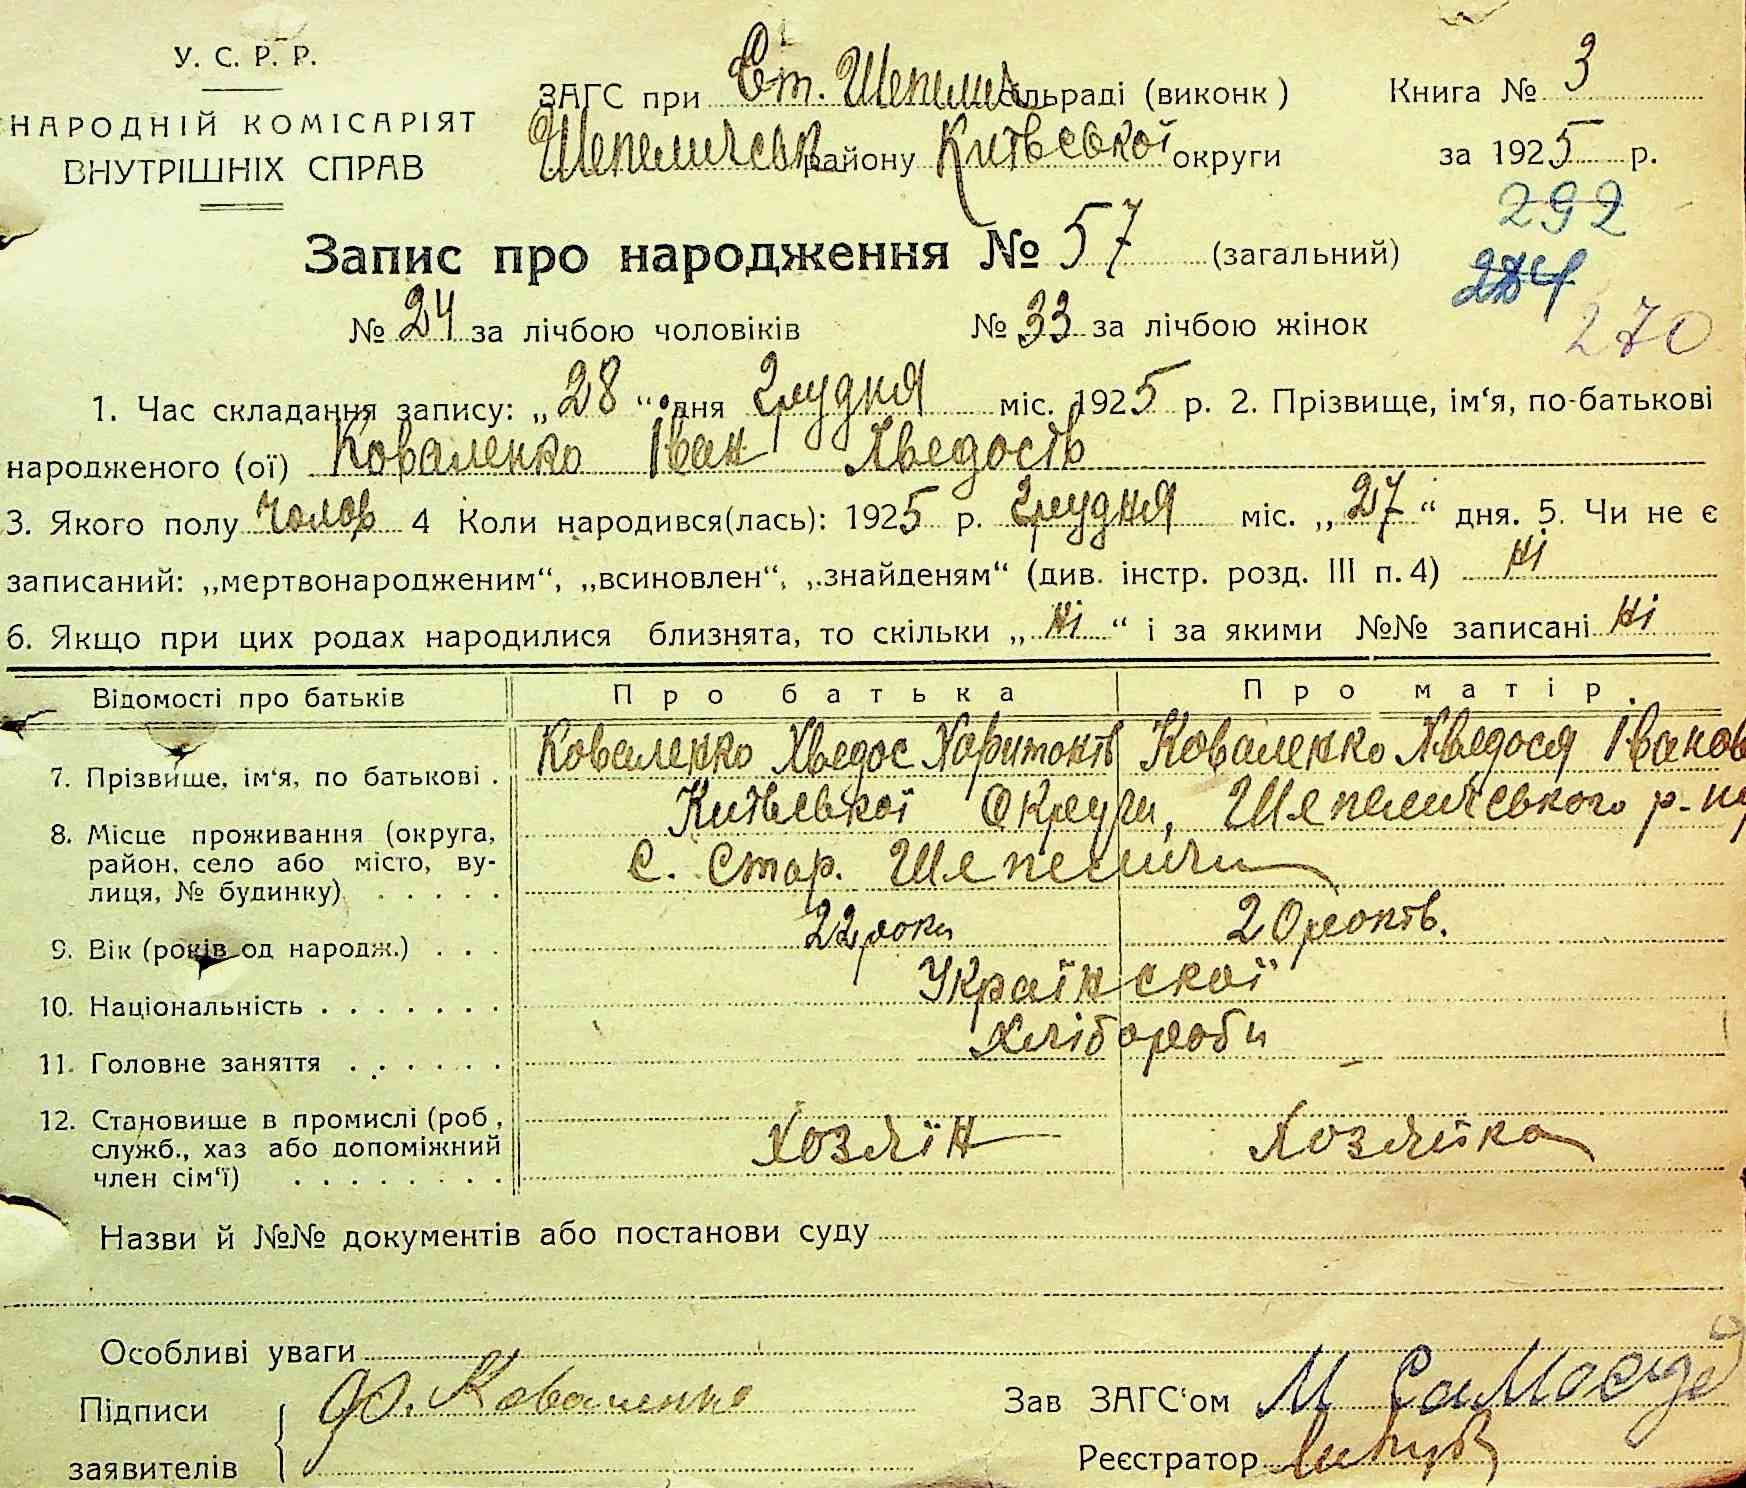 У. С. Р. Р.
НАРОДНІЙ КОМІСАРІЯТ
ВНУТРІШНІХ СПРАВ
ЗАГС при Ст. Шепелич сільраді (виконк)
Шепеличськ району Київської округи
Книга № 3
за 1925 р.
292
270
Запис про народження № 57 (загальний)
№ 24 за лічбою чоловіків № 33 за лічбою жінок
1. Час складання запису: „28“ дня Грудня міс. 1925 р. 2. Прізвище, ім‘я, по-батькові
народженого (ої) Коваленко Іван Хведосів
3. Якого полу чолов 4 Коли народився(лась): 1925 р. Грудня міс. „27“ дня. 5. Чи не є
записаний: „мертвонародженим“, „всиновлен“, „знайденям“ (див. інстр. розд. III п. 4) Ні
6. Якщо при цих родах народилися близнята, то скільки „Ні“ і за якими №№ записані Ні
Відомості про батьків Про батька Про матір.
7. Прізвище, ім‘я, по батькові . Коваленко Хведос Харитонів Коваленко Хведося Іванов
8. Місце проживання (округа, район, село або місто, ву-лиця, № будинку) . . . . . Київської Округи, Шепеличського р-ну
с. Стар. Шепеличи
9. Вік (років од народж.) . . . 22 роки 20 років.
10. Національність . . . . . . . Української
11. Головне заняття . . . . . . Хлібороби
12. Становище в промислі (роб, служб., хаз або допоміжний член сім‘ї) . . . . . . . . Хозяїн Хозяйка
Назви й №№ документів або постанови суду
Особливі уваги
Підписи
заявителів
Ф. Коваленко
Зав ЗАГС‘ом М
Реєстратор